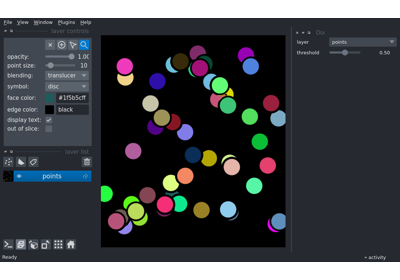 File View Window Plugins Help
layer controls
opacity: 1.00
point size: 10
blending: translucer
symbol: disc
face color: #1f5b5cff
edge color: black
display text:
out of slice:
layer list
points
layer points
threshold 0.50
Ready
activity